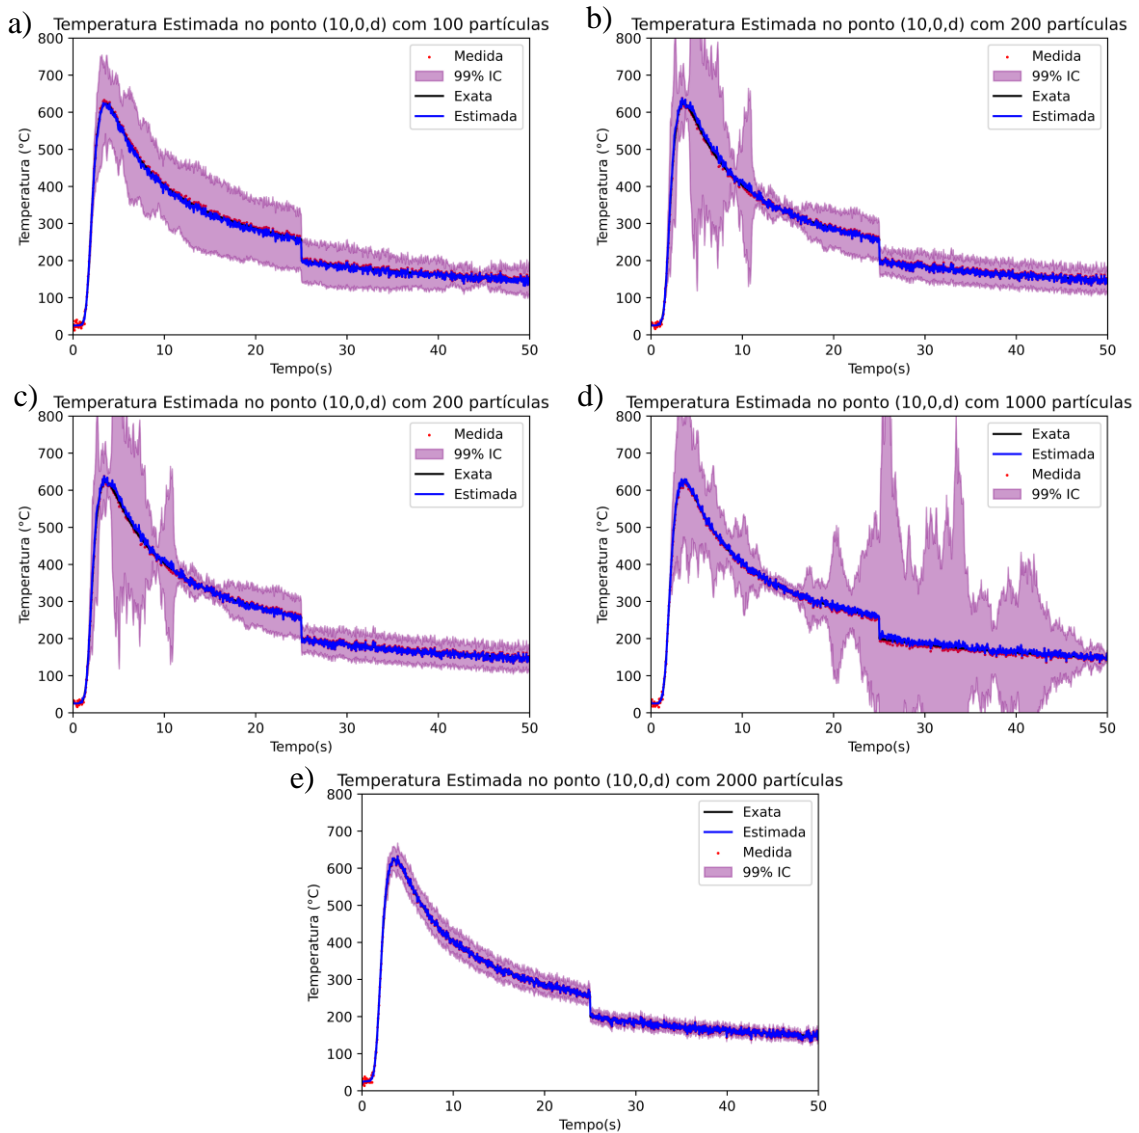 a)
Temperatura Estimada no ponto (10,0,d) com 100 partículas
800
700
600
500
400
300
200
100
0
Temperatura (°C)
Medida
99% IC
Exata
Estimada
0 10 20 30 40 50
Tempo(s)
b)
Temperatura Estimada no ponto (10,0,d) com 200 partículas
800
700
600
500
400
300
200
100
0
Temperatura (°C)
Medida
99% IC
Exata
Estimada
0 10 20 30 40 50
Tempo(s)
c)
Temperatura Estimada no ponto (10,0,d) com 200 partículas
800
700
600
500
400
300
200
100
0
Temperatura (°C)
Medida
99% IC
Exata
Estimada
0 10 20 30 40 50
Tempo(s)
d)
Temperatura Estimada no ponto (10,0,d) com 1000 partículas
800
700
600
500
400
300
200
100
0
Temperatura (°C)
Exata
Estimada
Medida
99% IC
0 10 20 30 40 50
Tempo(s)
e)
Temperatura Estimada no ponto (10,0,d) com 2000 partículas
800
700
600
500
400
300
200
100
0
Temperatura (°C)
Exata
Estimada
Medida
99% IC
0 10 20 30 40 50
Tempo(s)